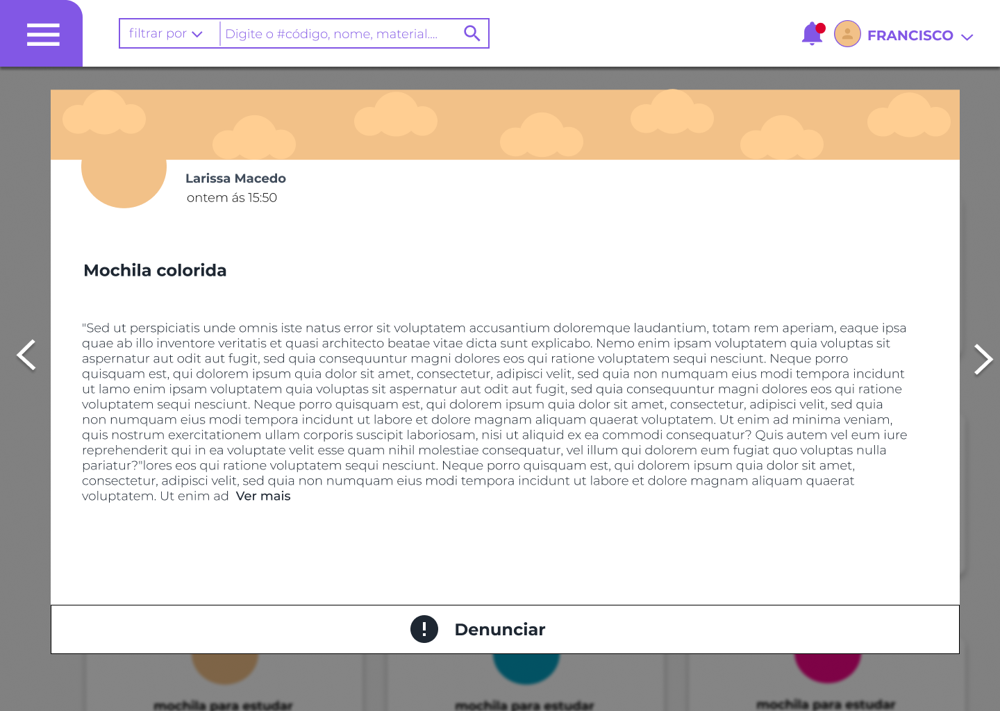 filtrar por
Digite o #código, nome, material....
FRANCISCO
Larissa Macedo
ontem ás 15:50
Mochila colorida
"Sed ut perspiciatis unde omnis iste natus error sit voluptatem accusantium doloremque laudantium, totam rem aperiam, eaque ipsa
quae ab illo inventore veritatis et quasi architecto beatae vitae dicta sunt explicabo. Nemo enim ipsam voluptatem quia voluptas sit
aspernatur aut odit aut fugit, sed quia consequuntur magni dolores eos qui ratione voluptatem sequi nesciunt. Neque porro
quisquam est, qui dolorem ipsum quia dolor sit amet, consectetur, adipisci velit, sed quia non numquam eius modi tempora incidunt
ut lamo enim ipsam voluptatem quia voluptas sit aspernatur aut odit aut fugit, sed quia consequuntur magni dolores eos qui ratione
voluptatem sequi nesciunt. Neque porro quisquam est, qui dolorem ipsum quia dolor sit amet, consectetur, adipisci velit, sed quia
non numquam eius modi tempora incidunt ut labore et dolore magnam aliquam quaerat voluptatem. Ut enim ad minima veniam,
quis nostrum exercitationem ullam corporis suscipit laboriosam, nisi ut aliquid ex ea commodi consequatur? Quis autem vel eum iure
reprehenderit qui in ea voluptate velit esse quam nihil molestiae consequatur, vel illum qui dolorem eum fugiat quo voluptas nulla
pariatur?"lores eos qui ratione voluptatem sequi nesciunt. Neque porro quisquam est, qui dolorem ipsum quia dolor sit amet,
consectetur, adipisci velit, sed quia non numquam eius modi tempora incidunt ut labore et dolore magnam aliquam quaerat
voluptatem. Ut enim ad Ver mais
Denunciar
mochila para estudar
mochila para estudar
mochila para estudar